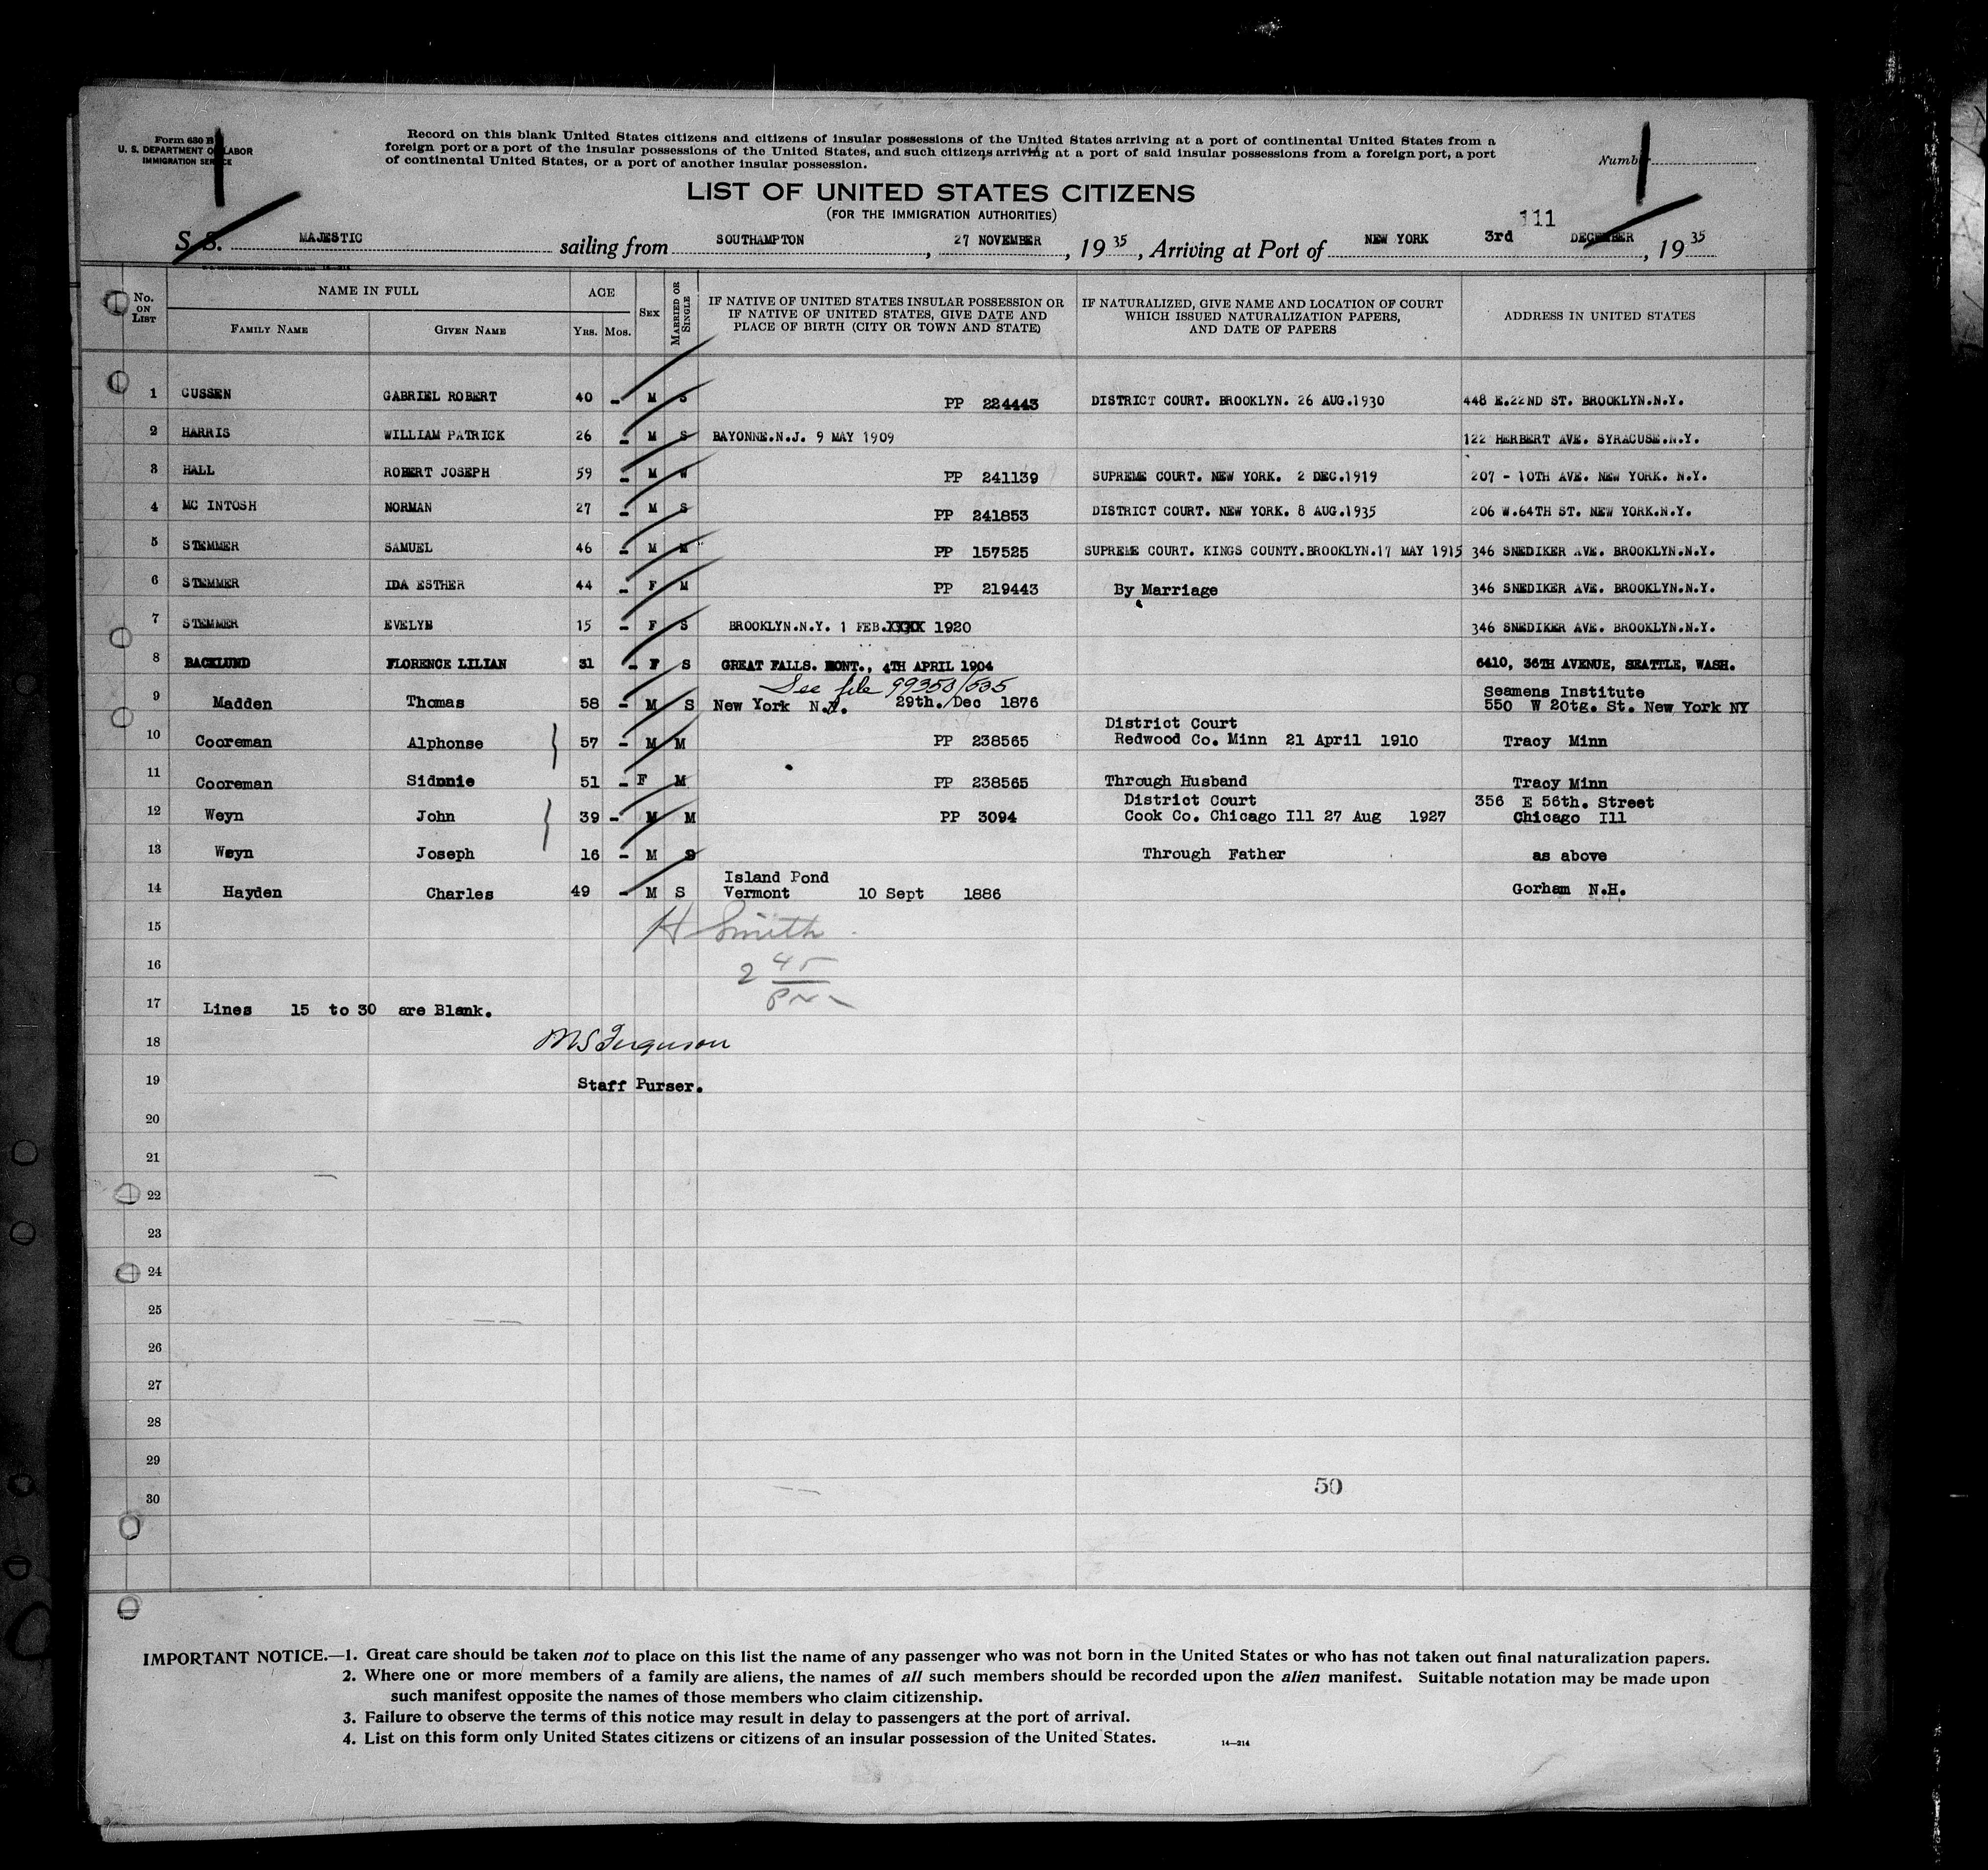 Form 630 B
U. S. DEPARTMENT OF LABOR
IMMIGRATION SERVICE
Record on this blank United States citizens and citizens of insular possessions of the United States arriving at a port of continental United States from a
foreign port or a port of the insular possessions of the United States, and such citizens arriving at a port of said insular possessions from a foreign port, a port
of continental United States, or a port of another insular possession.
Number
LIST OF UNITED STATES CITIZENS
(FOR THE IMMIGRATION AUTHORITIES)
111
S. S. MAJESTIC sailing from SOUTHAMPTON, 27 NOVEMBER, 1935, Arriving at Port of NEW YORK 3rd DECEMBER, 1935
No. ON LIST NAME IN FULL AGE SEX MARRIED OR SINGLE IF NATIVE OF UNITED STATES INSULAR POSSESSION OR IF NATIVE OF UNITED STATES, GIVE DATE AND PLACE OF BIRTH (CITY OR TOWN AND STATE) IF NATURALIZED, GIVE NAME AND LOCATION OF COURT WHICH ISSUED NATURALIZATION PAPERS, AND DATE OF PAPERS ADDRESS IN UNITED STATES
FAMILY NAME GIVEN NAME YRS. MOS.
1 CUSSEN GABRIEL ROBERT 40 - M S PP 224443 DISTRICT COURT. BROOKLYN. 26 AUG.1930 448 E.22ND ST. BROOKLYN.N.Y.
2 HARRIS WILLIAM PATRICK 26 - M S BAYONNE.N.J. 9 MAY 1909 122 HERBERT AVE. SYRACUSE.N.Y.
3 HALL ROBERT JOSEPH 59 - M W PP 241139 SUPREME COURT. NEW YORK. 2 DEC.1919 207 - 10TH AVE. NEW YORK. N.Y.
4 MC INTOSH NORMAN 27 - M S PP 241853 DISTRICT COURT. NEW YORK. 8 AUG.1935 206 W.64TH ST. NEW YORK.N.Y.
5 STEMMER SAMUEL 46 - M M PP 157525 SUPREME COURT. KINGS COUNTY.BROOKLYN.17 MAY 1915 346 SNEDIKER AVE. BROOKLYN.N.Y.
6 STEMMER IDA ESTHER 44 - F M PP 219443 By Marriage 346 SNEDIKER AVE. BROOKLYN.N.Y.
7 STEMMER EVELYN 15 - F S BROOKLYN.N.Y. 1 FEB.XXXX 1920 346 SNEDIKER AVE. BROOKLYN.N.Y.
8 BACKLUND FLORENCE LILIAN 31 - F S GREAT FALLS. MONT., 4TH APRIL 1904 6410, 36TH AVENUE, SEATTLE, WASH.
See file 99353/535
Seamens Institute
9 Madden Thomas 58 - M S New York N.Y. 29th. Dec 1876 550 W 20tg. St. New York NY
District Court
10 Cooreman Alphonse 57 - M M PP 238565 Redwood Co. Minn 21 April 1910 Tracy Minn
11 Cooreman Sidnnie 51 - F M PP 238565 Through Husband Tracy Minn
District Court 356 E 56th. Street
12 Weyn John 39 - M M PP 3094 Cook Co. Chicago Ill 27 Aug 1927 Chicago Ill
13 Weyn Joseph 16 - M S Through Father as above
Island Pond
14 Hayden Charles 49 - M S Vermont 10 Sept 1886 Gorham N.H.
15 H Smith
16 2 45
17 Lines 15 to 30 are Blank.
18 MS Ferguson
19 Staff Purser.
20
21
22
23
24
25
26
27
28
29
50
30
IMPORTANT NOTICE.—1. Great care should be taken not to place on this list the name of any passenger who was not born in the United States or who has not taken out final naturalization papers.
2. Where one or more members of a family are aliens, the names of all such members should be recorded upon the alien manifest. Suitable notation may be made upon
such manifest opposite the names of those members who claim citizenship.
3. Failure to observe the terms of this notice may result in delay to passengers at the port of arrival.
4. List on this form only United States citizens or citizens of an insular possession of the United States.
14—214